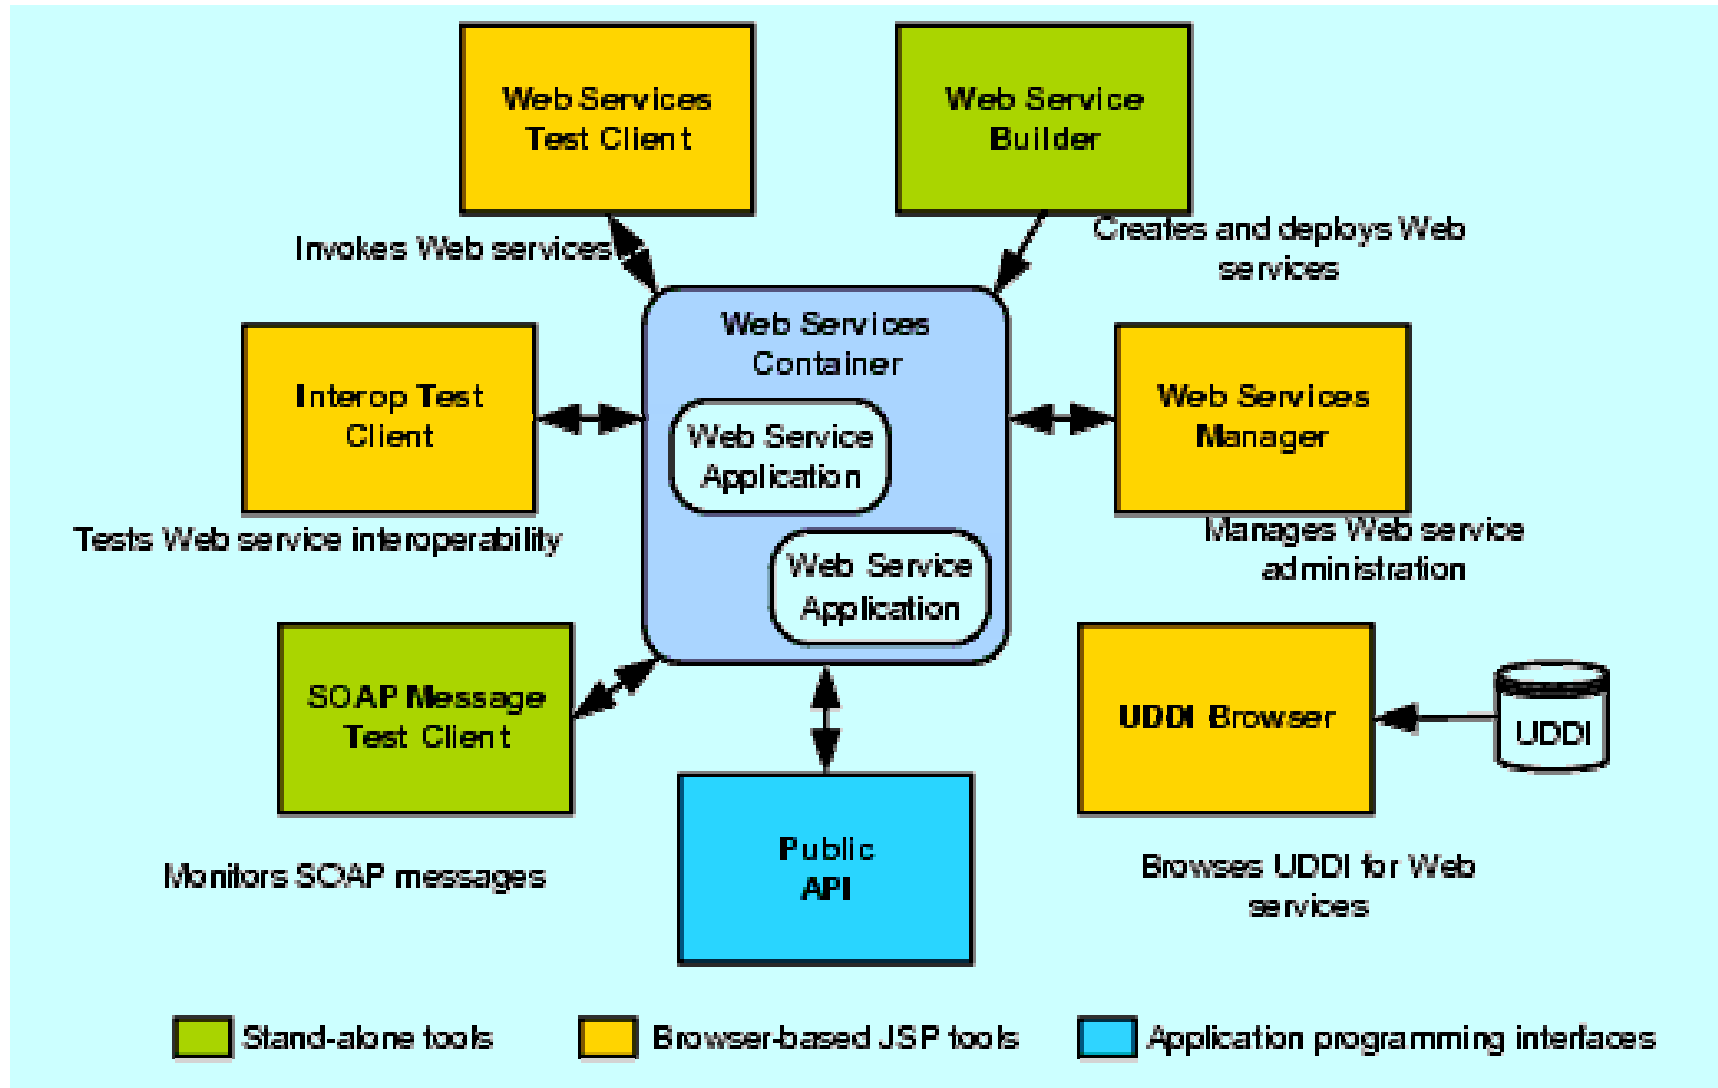 Web Services
Test Client
Web Service
Builder
Invokes Web services
Creates and deploys Web
services
Web Services
Container
Interop Test
Client
Web Service
Application
Web Services
Manager
Tests Web service interoperability
Manages Web service
administration
Web Service
Application
SOAP Message
Test Client
UDDI Browser
UDDI
Monitors SOAP messages
Public
API
Browses UDDI for Web
services
Stand-alone tools
Browser-based JSP tools
Application programming interfaces